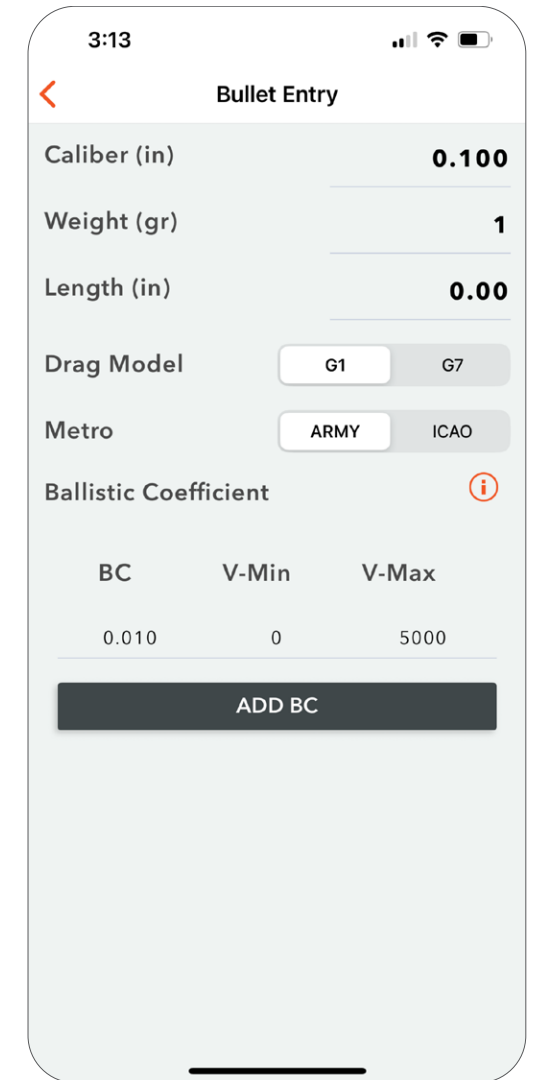 3:13
Bullet Entry
Caliber (in) 0.100
Weight (gr) 1
Length (in) 0.00
Drag Model G1 G7
Metro ARMY ICAO
Ballistic Coefficient
BC V-Min V-Max
0.010 0 5000
ADD BC